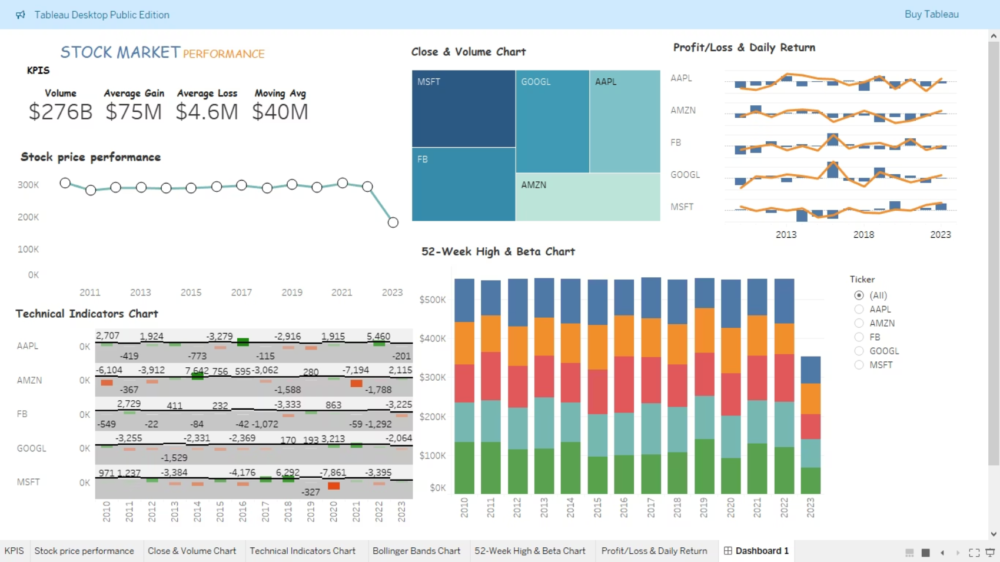 Tableau Desktop Public Edition
Buy Tableau
STOCK MARKET PERFORMANCE
KPIS
Volume Average Gain Average Loss Moving Avg
$276B $75M $4.6M $40M
Stock price performance
300K
200K
100K
0K
2011 2013 2015 2017 2019 2021 2023
Technical Indicators Chart
AAPL
0K
2,707 1,924 -3,279 -2,916 1,915 5,460
-419 -773 -115 -201
AMZN
0K
-6,104 -3,912 7,642 756 595 -3,062 280 -7,194 2,115
-367 -1,588 -1,788
FB
0K
2,729 411 232 -3,333 863 -3,225
-549 -22 -84 -42 -1,072 -59 -1,292
GOOGL
0K
-3,255 -2,331 -2,369 170 193 3,213 -2,064
-1,529
MSFT
0K
971 1,237 -3,384 -4,176 6,292 -7,861 -3,395
-327
2010 2011 2012 2013 2014 2015 2016 2017 2018 2019 2020 2021 2022 2023
Close & Volume Chart
MSFT
GOOGL
AAPL
FB
AMZN
Profit/Loss & Daily Return
AAPL
AMZN
FB
GOOGL
MSFT
2013 2018 2023
52-Week High & Beta Chart
$500K
$400K
$300K
$200K
$100K
$0K
2010 2011 2012 2013 2014 2015 2016 2017 2018 2019 2020 2021 2022 2023
Ticker
(All)
AAPL
AMZN
FB
GOOGL
MSFT
KPIS Stock price performance Close & Volume Chart Technical Indicators Chart Bollinger Bands Chart 52-Week High & Beta Chart Profit/Loss & Daily Return Dashboard 1